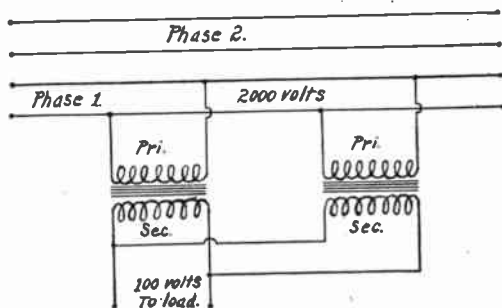 Phase 2.
Phase 1. 2000 volts
Pri. Pri.
Sec. Sec.
100 volts
To load.